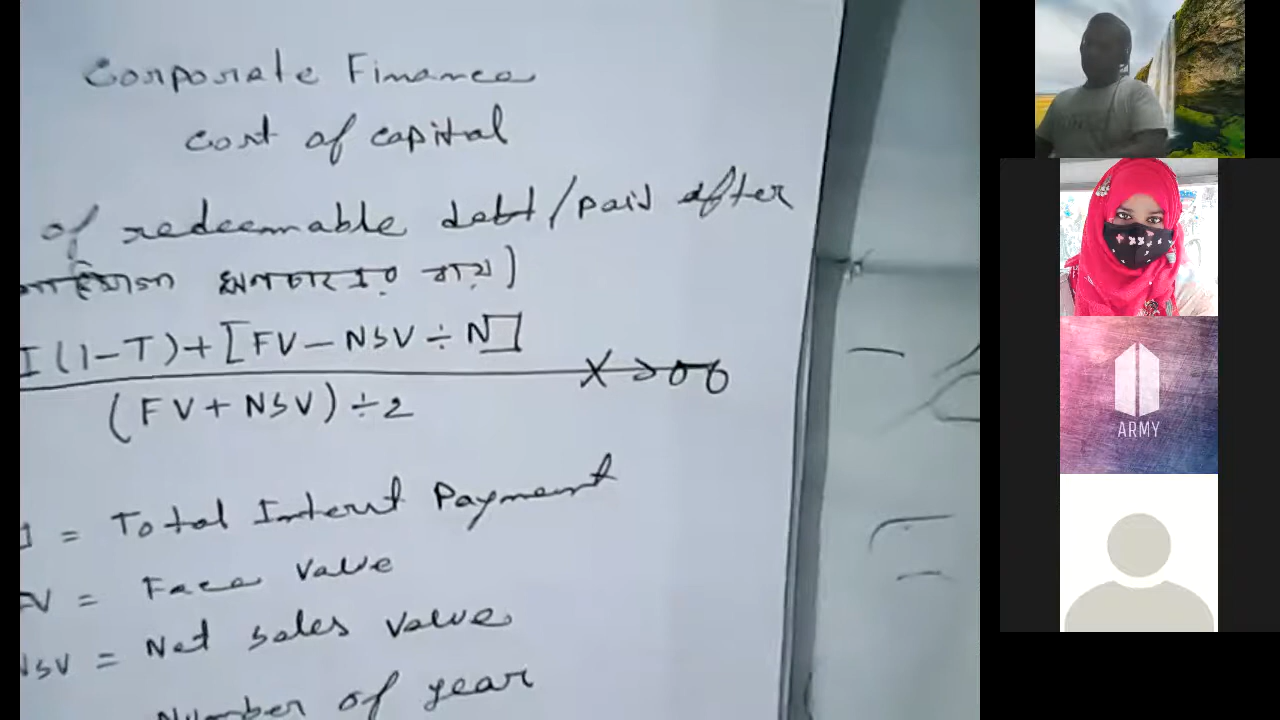 Corporate Finance
Cost of capital
of redeemable debt/paid after
বায়)
I(1-T)+[FV-NSV÷N]
(FV+NSV)÷2
X 100
I = Total Interest Payment
FV = Face Value
NSV = Net Sales Value
Number of year
ARMY